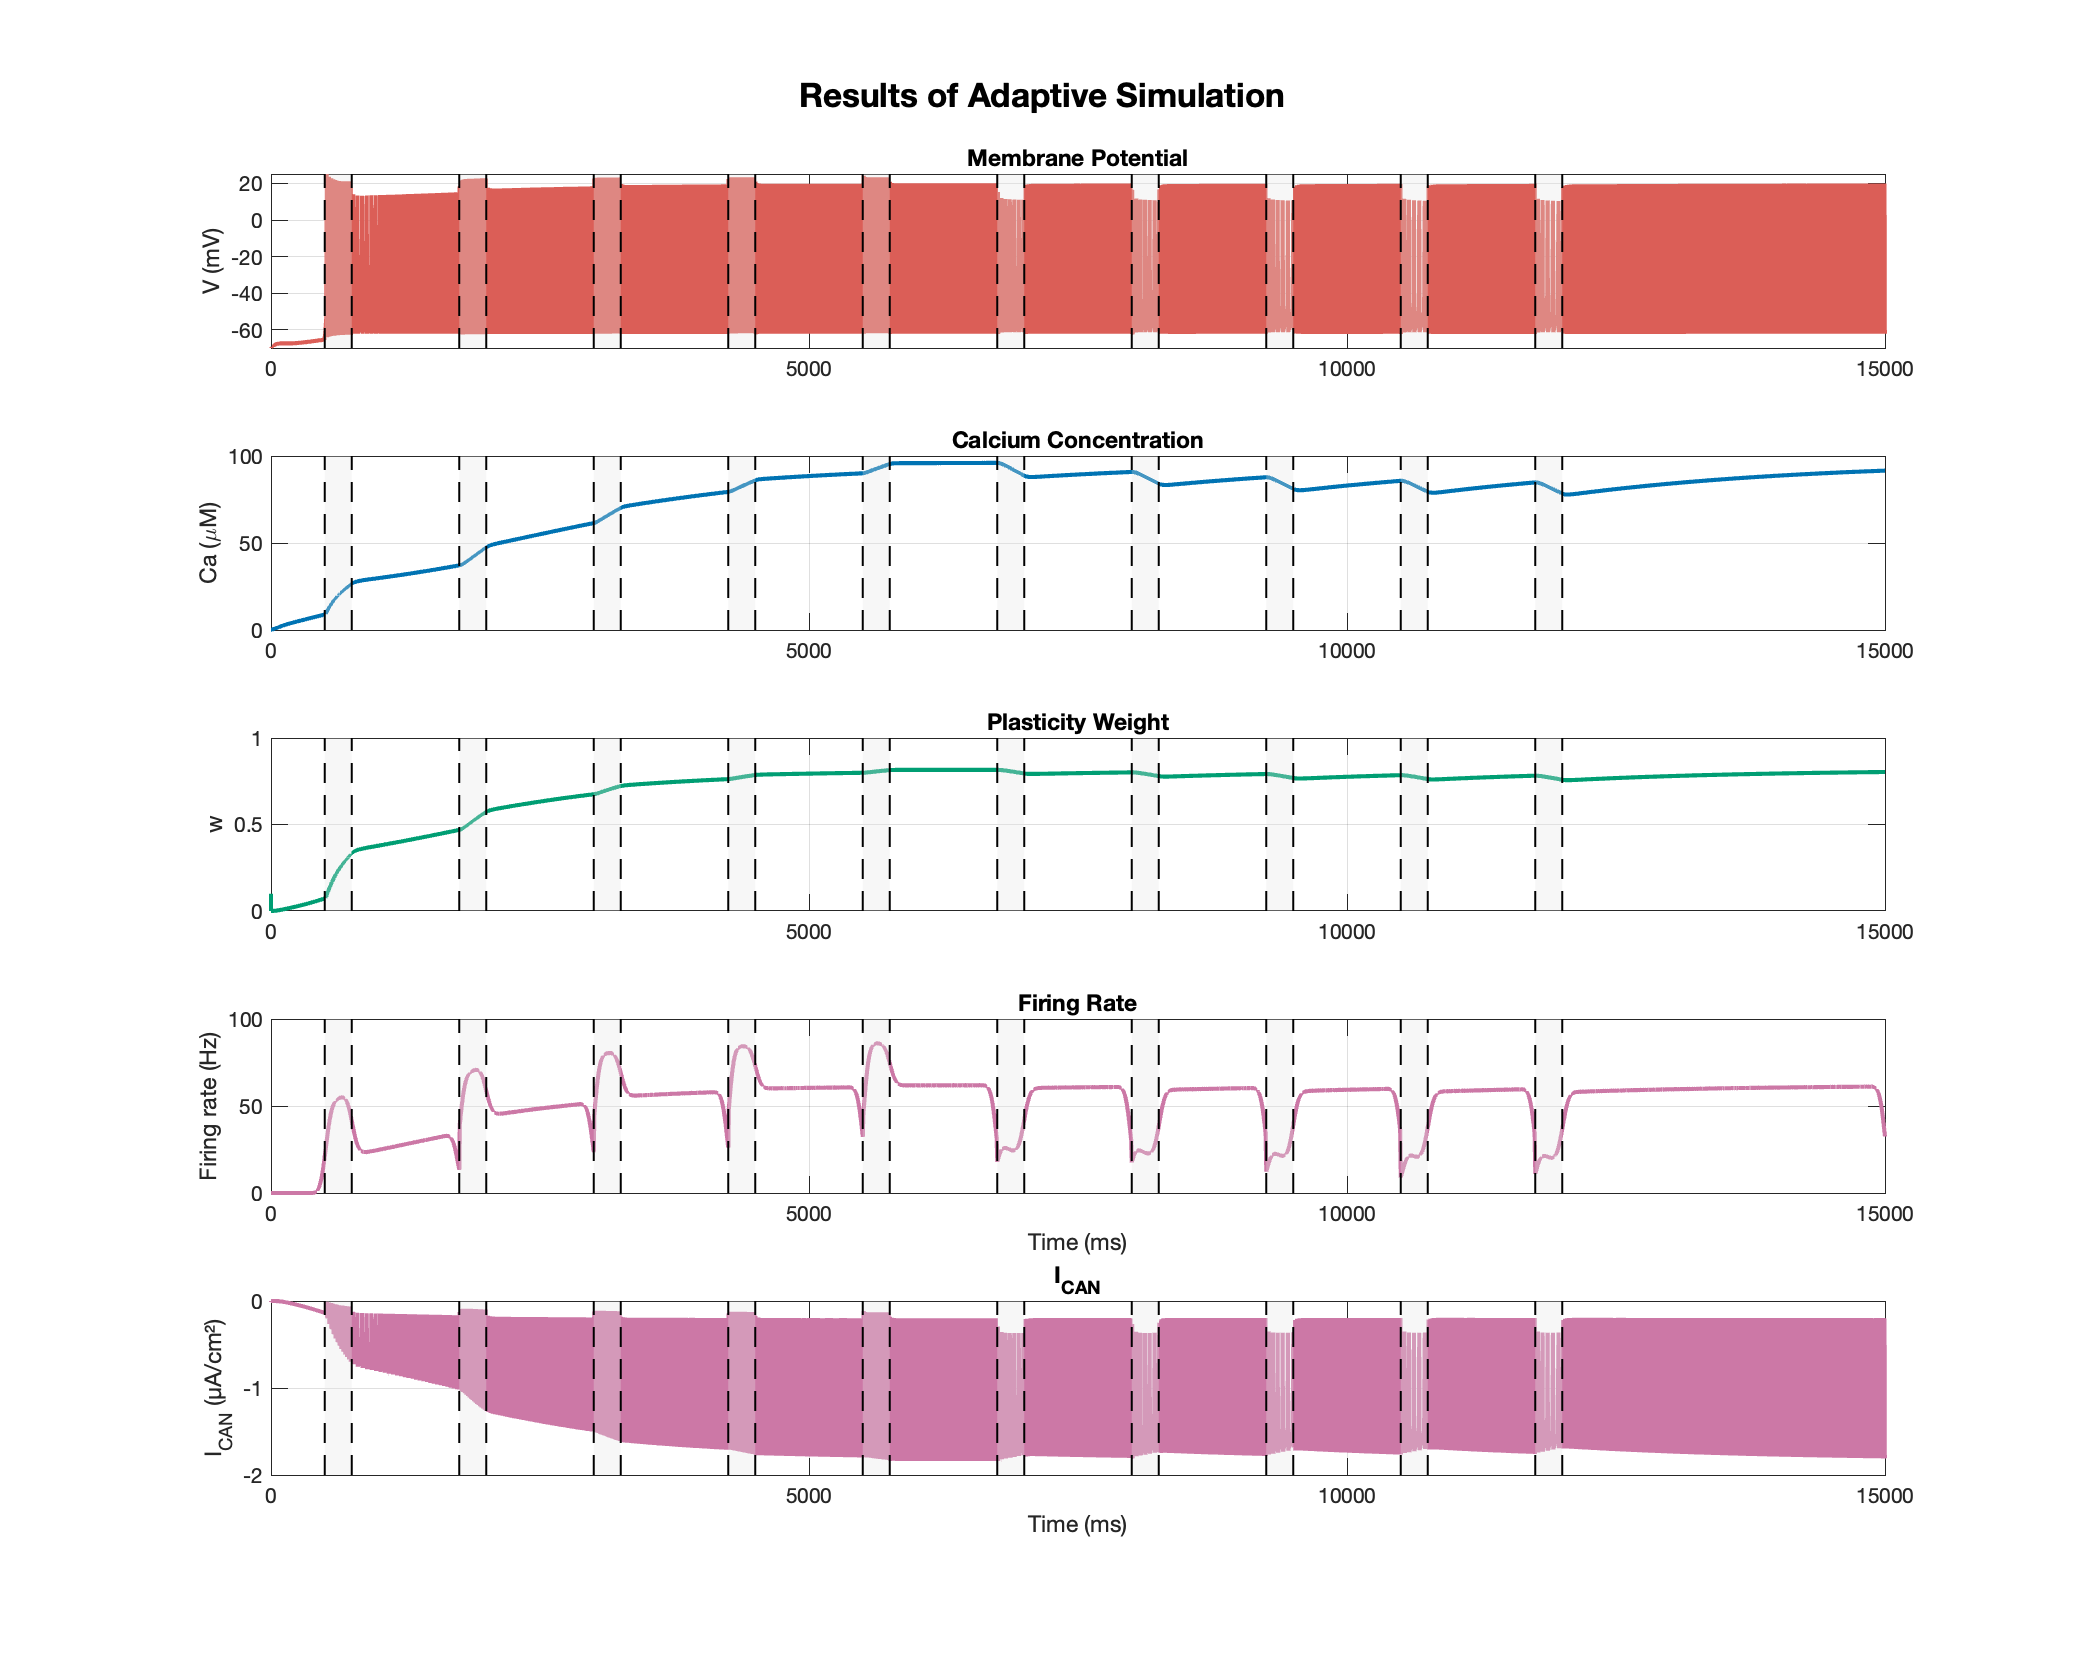 Results of Adaptive Simulation
Membrane Potential
V (mV)
20
0
-20
-40
-60
0 5000 10000 15000
Calcium Concentration
Ca (μM)
100
50
0
0 5000 10000 15000
Plasticity Weight
w
1
0.5
0
0 5000 10000 15000
Firing Rate
Firing rate (Hz)
100
50
0
0 5000 10000 15000
Time (ms)
I_CAN
I_CAN (μA/cm²)
0
-1
-2
0 5000 10000 15000
Time (ms)